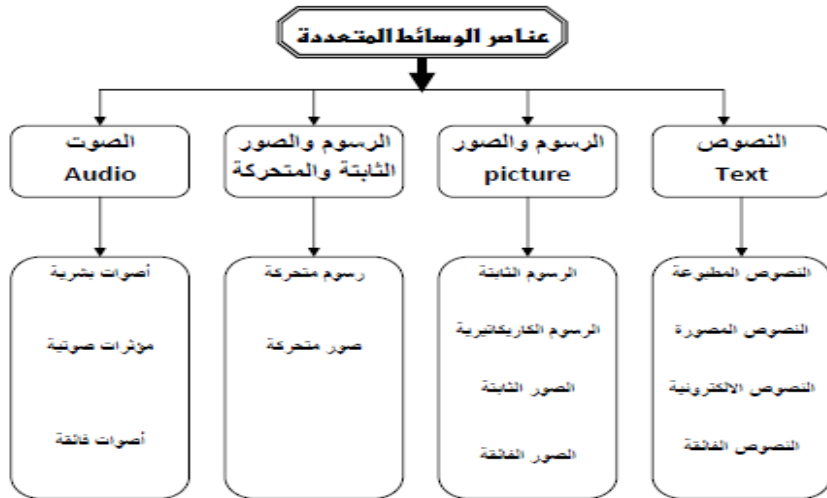 عناصر الوسائط المتعددة
النصوص
Text
الرسوم والصور
picture
الرسوم والصور
الثابتة والمتحركة
الصوت
Audio
النصوص المطبوعة
النصوص المصورة
النصوص الالكترونية
النصوص الفائقة
الرسوم الثابتة
الرسوم الكاريكاتيرية
الصور الثابتة
الصور الفائقة
رسوم متحركة
صور متحركة
أصوات بشرية
مؤثرات صوتية
أصوات فائقة